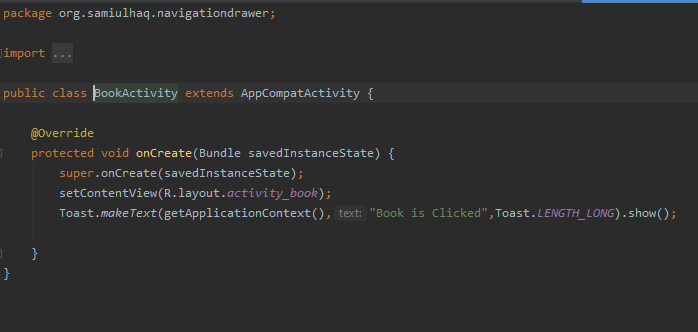 package org.samiulhaq.navigationdrawer;
import ...
public class BookActivity extends AppCompatActivity {
@Override
protected void onCreate(Bundle savedInstanceState) {
super.onCreate(savedInstanceState);
setContentView(R.layout.activity_book);
Toast.makeText(getApplicationContext(), text: "Book is Clicked",Toast.LENGTH_LONG).show();
}
}